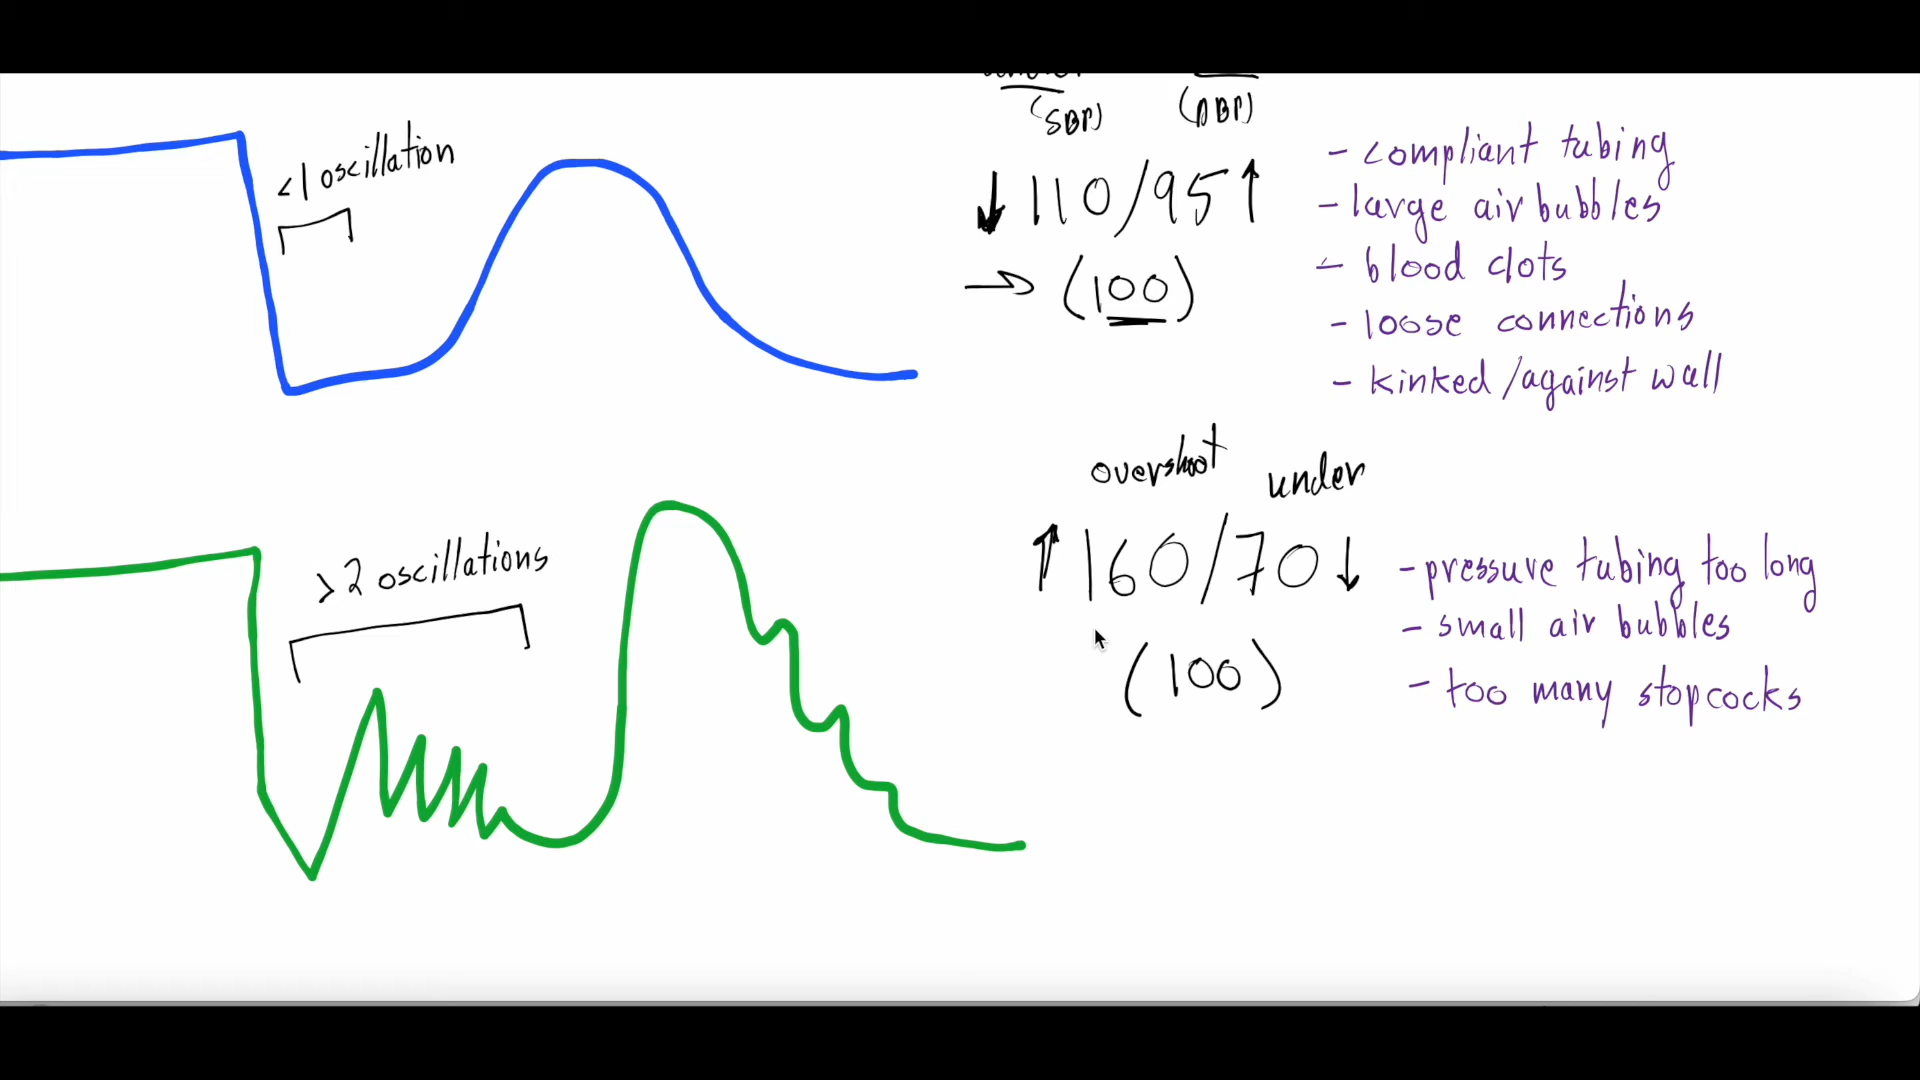 (SBP) (DBP)
<1 oscillation
↓ 110/95 ↑
→ (100)
- compliant tubing
- large air bubbles
- blood clots
- loose connections
- kinked/against wall
overshoot under
>2 oscillations
↑ 160/70 ↓
(100)
- pressure tubing too long
- small air bubbles
- too many stopcocks